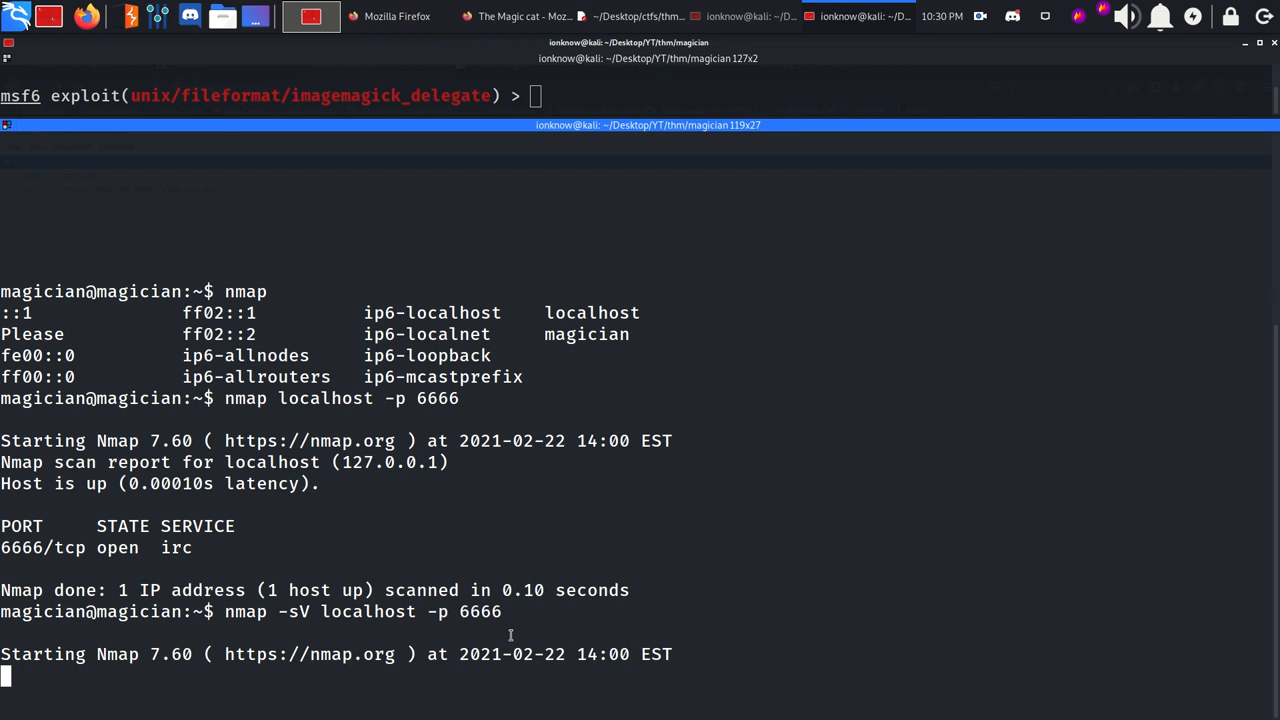 Mozilla Firefox
The Magic cat - Moz...
~/Desktop/ctfs/thm...
ionknow@kali: ~/D...
ionknow@kali: ~/D...
10:30 PM
ionknow@kali: ~/Desktop/YT/thm/magician
ionknow@kali: ~/Desktop/YT/thm/magician 127x2
msf6 exploit(unix/fileformat/imagemagick_delegate) >
ionknow@kali: ~/Desktop/YT/thm/magician 119x27
magician@magician:~$ nmap
::1 ff02::1 ip6-localhost localhost
Please ff02::2 ip6-localnet magician
fe00::0 ip6-allnodes ip6-loopback
ff00::0 ip6-allrouters ip6-mcastprefix
magician@magician:~$ nmap localhost -p 6666
Starting Nmap 7.60 ( https://nmap.org ) at 2021-02-22 14:00 EST
Nmap scan report for localhost (127.0.0.1)
Host is up (0.00010s latency).
PORT STATE SERVICE
6666/tcp open irc
Nmap done: 1 IP address (1 host up) scanned in 0.10 seconds
magician@magician:~$ nmap -sV localhost -p 6666
Starting Nmap 7.60 ( https://nmap.org ) at 2021-02-22 14:00 EST